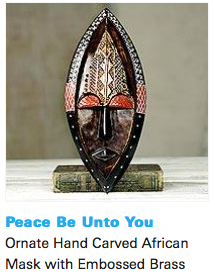 Peace Be Unto You
Ornate Hand Carved African
Mask with Embossed Brass